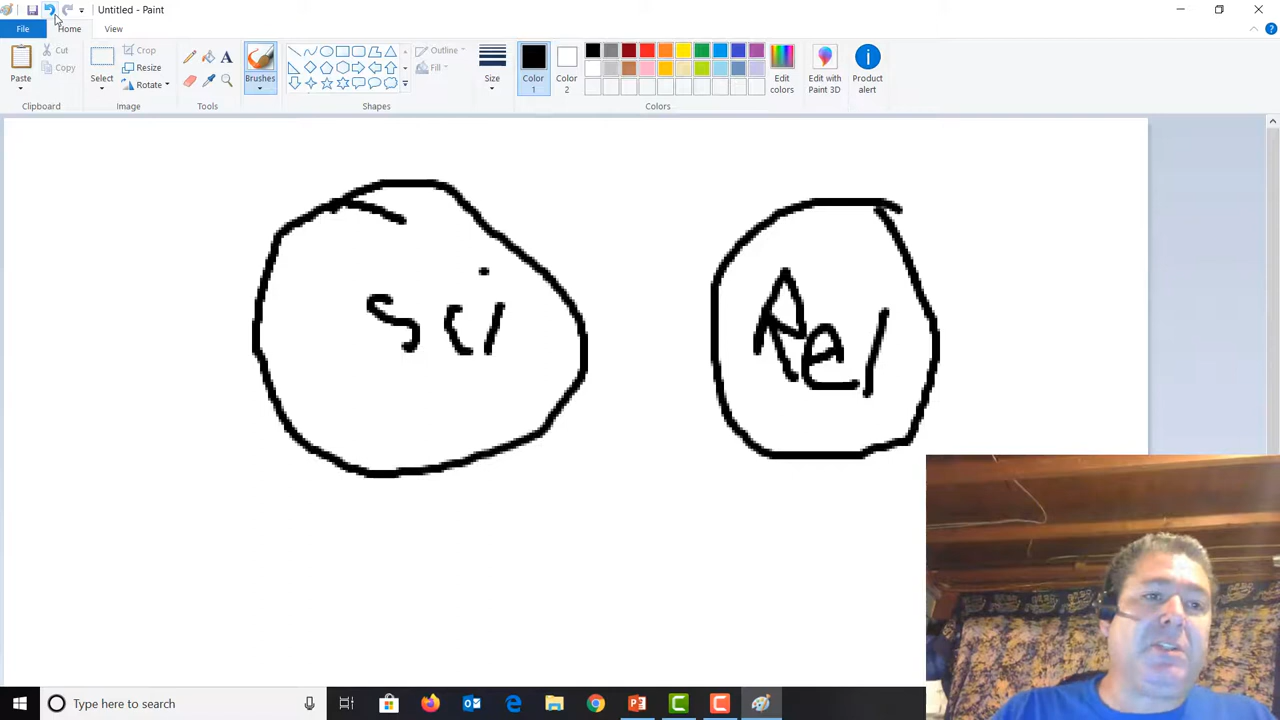 Untitled - Paint
File
Home
View
Paste
Cut
Copy
Clipboard
Select
Crop
Resize
Rotate
Image
A
Tools
Brushes
Outline
Fill
Shapes
Size
Color 1
Color 2
Edit colors
Edit with Paint 3D
Product alert
Colors
Sci
Rel
Type here to search